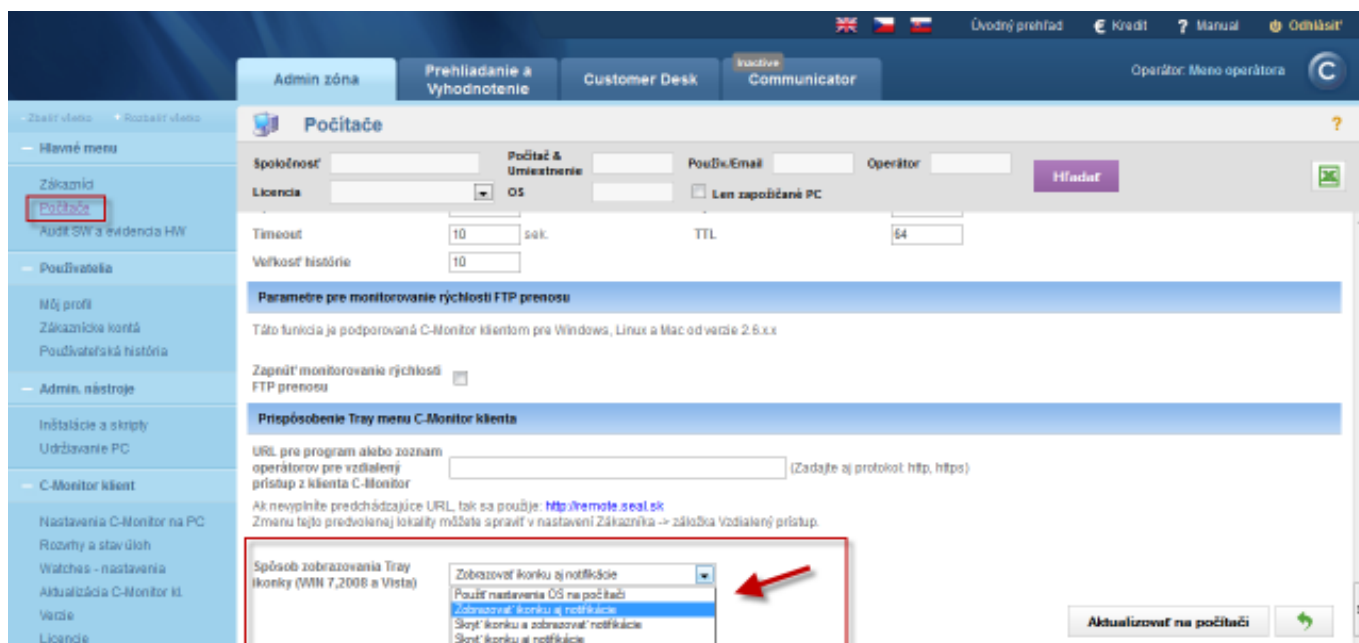 Úvodný prehľad € Kredit ? Manual Odhlásiť
Admin zóna
Prehliadanie a
Vyhodnotenie
Customer Desk
Inactive
Communicator
Operátor: Meno operátora
- Zbaliť všetko + Rozbaliť všetko
Počítače
?
Hlavné menu
Spoločnosť
Počítač &
Umiestnenie
Použív./Email
Operátor
Hľadať
Licencia
OS
Len zapožičané PC
Zákazníci
Počítače
Audit SW a evidencia HW
Timeout 10 sek. TTL 64
Veľkosť histórie 10
Používatelia
Môj profil
Zákaznícke kontá
Používateľská história
Parametre pre monitorovanie rýchlosti FTP prenosu
Táto funkcia je podporovaná C-Monitor klientom pre Windows, Linux a Mac od verzie 2.6.x.x
Zapnúť monitorovanie rýchlosti
FTP prenosu
Admin. nástroje
Inštalácie a skripty
Udržiavanie PC
Prispôsobenie Tray menu C-Monitor klienta
URL pre program alebo zoznam
operátorov pre vzdialený
prístup z klienta C-Monitor
(Zadajte aj protokol: http, https)
Ak nevyplníte predchádzajúce URL, tak sa použije: http://remote.seal.sk
Zmenu tejto predvolenej lokality môžete spraviť v nastavení Zákazníka -> záložka Vzdialený prístup.
C-Monitor klient
Nastavenia C-Monitor na PC
Rozvrhy a stav úloh
Watches - nastavenia
Aktualizácia C-Monitor kl.
Verzie
Licencie
Spôsob zobrazovania Tray
ikonky (WIN 7,2008 a Vista)
Zobrazovať ikonku aj notifikácie
Použiť nastavenia OS na počítači
Zobrazovať ikonku aj notifikácie
Skryť ikonku a zobrazovať notifikácie
Skryť ikonku aj notifikácie
Aktualizovať na počítači